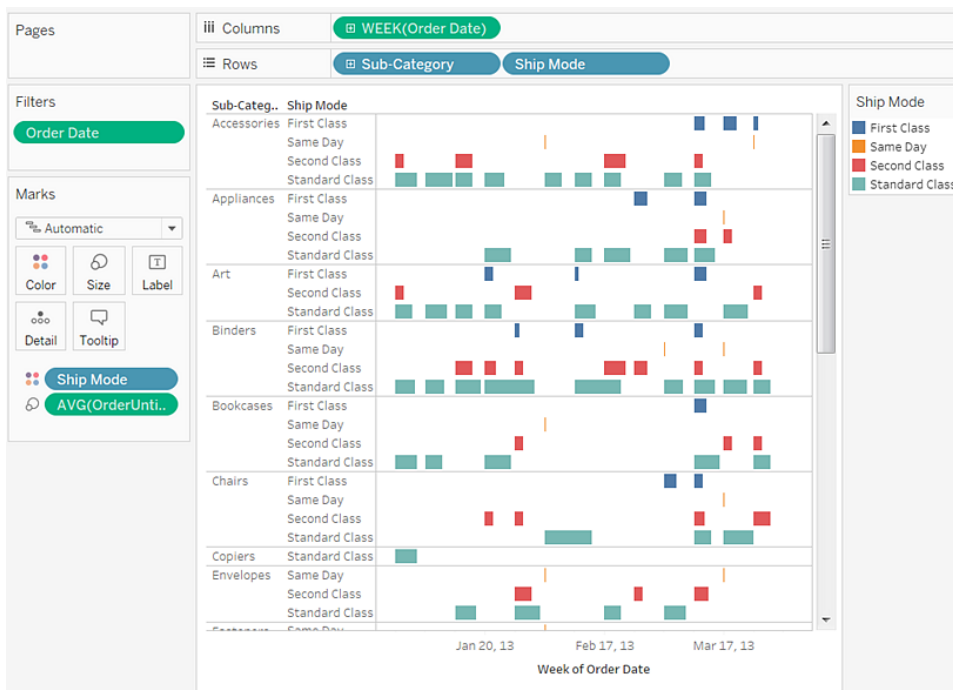 Pages
Columns
WEEK(Order Date)
Rows
Sub-Category
Ship Mode
Filters
Order Date
Marks
Automatic
Color
Size
Label
Detail
Tooltip
Ship Mode
AVG(OrderUnti..
Sub-Categ.. Ship Mode
Accessories First Class
Same Day
Second Class
Standard Class
Appliances First Class
Same Day
Second Class
Standard Class
Art First Class
Second Class
Standard Class
Binders First Class
Same Day
Second Class
Standard Class
Bookcases First Class
Same Day
Second Class
Standard Class
Chairs First Class
Same Day
Second Class
Standard Class
Copiers Standard Class
Envelopes Same Day
Second Class
Standard Class
Fasteners Same Day
Jan 20, 13 Feb 17, 13 Mar 17, 13
Week of Order Date
Ship Mode
First Class
Same Day
Second Class
Standard Class